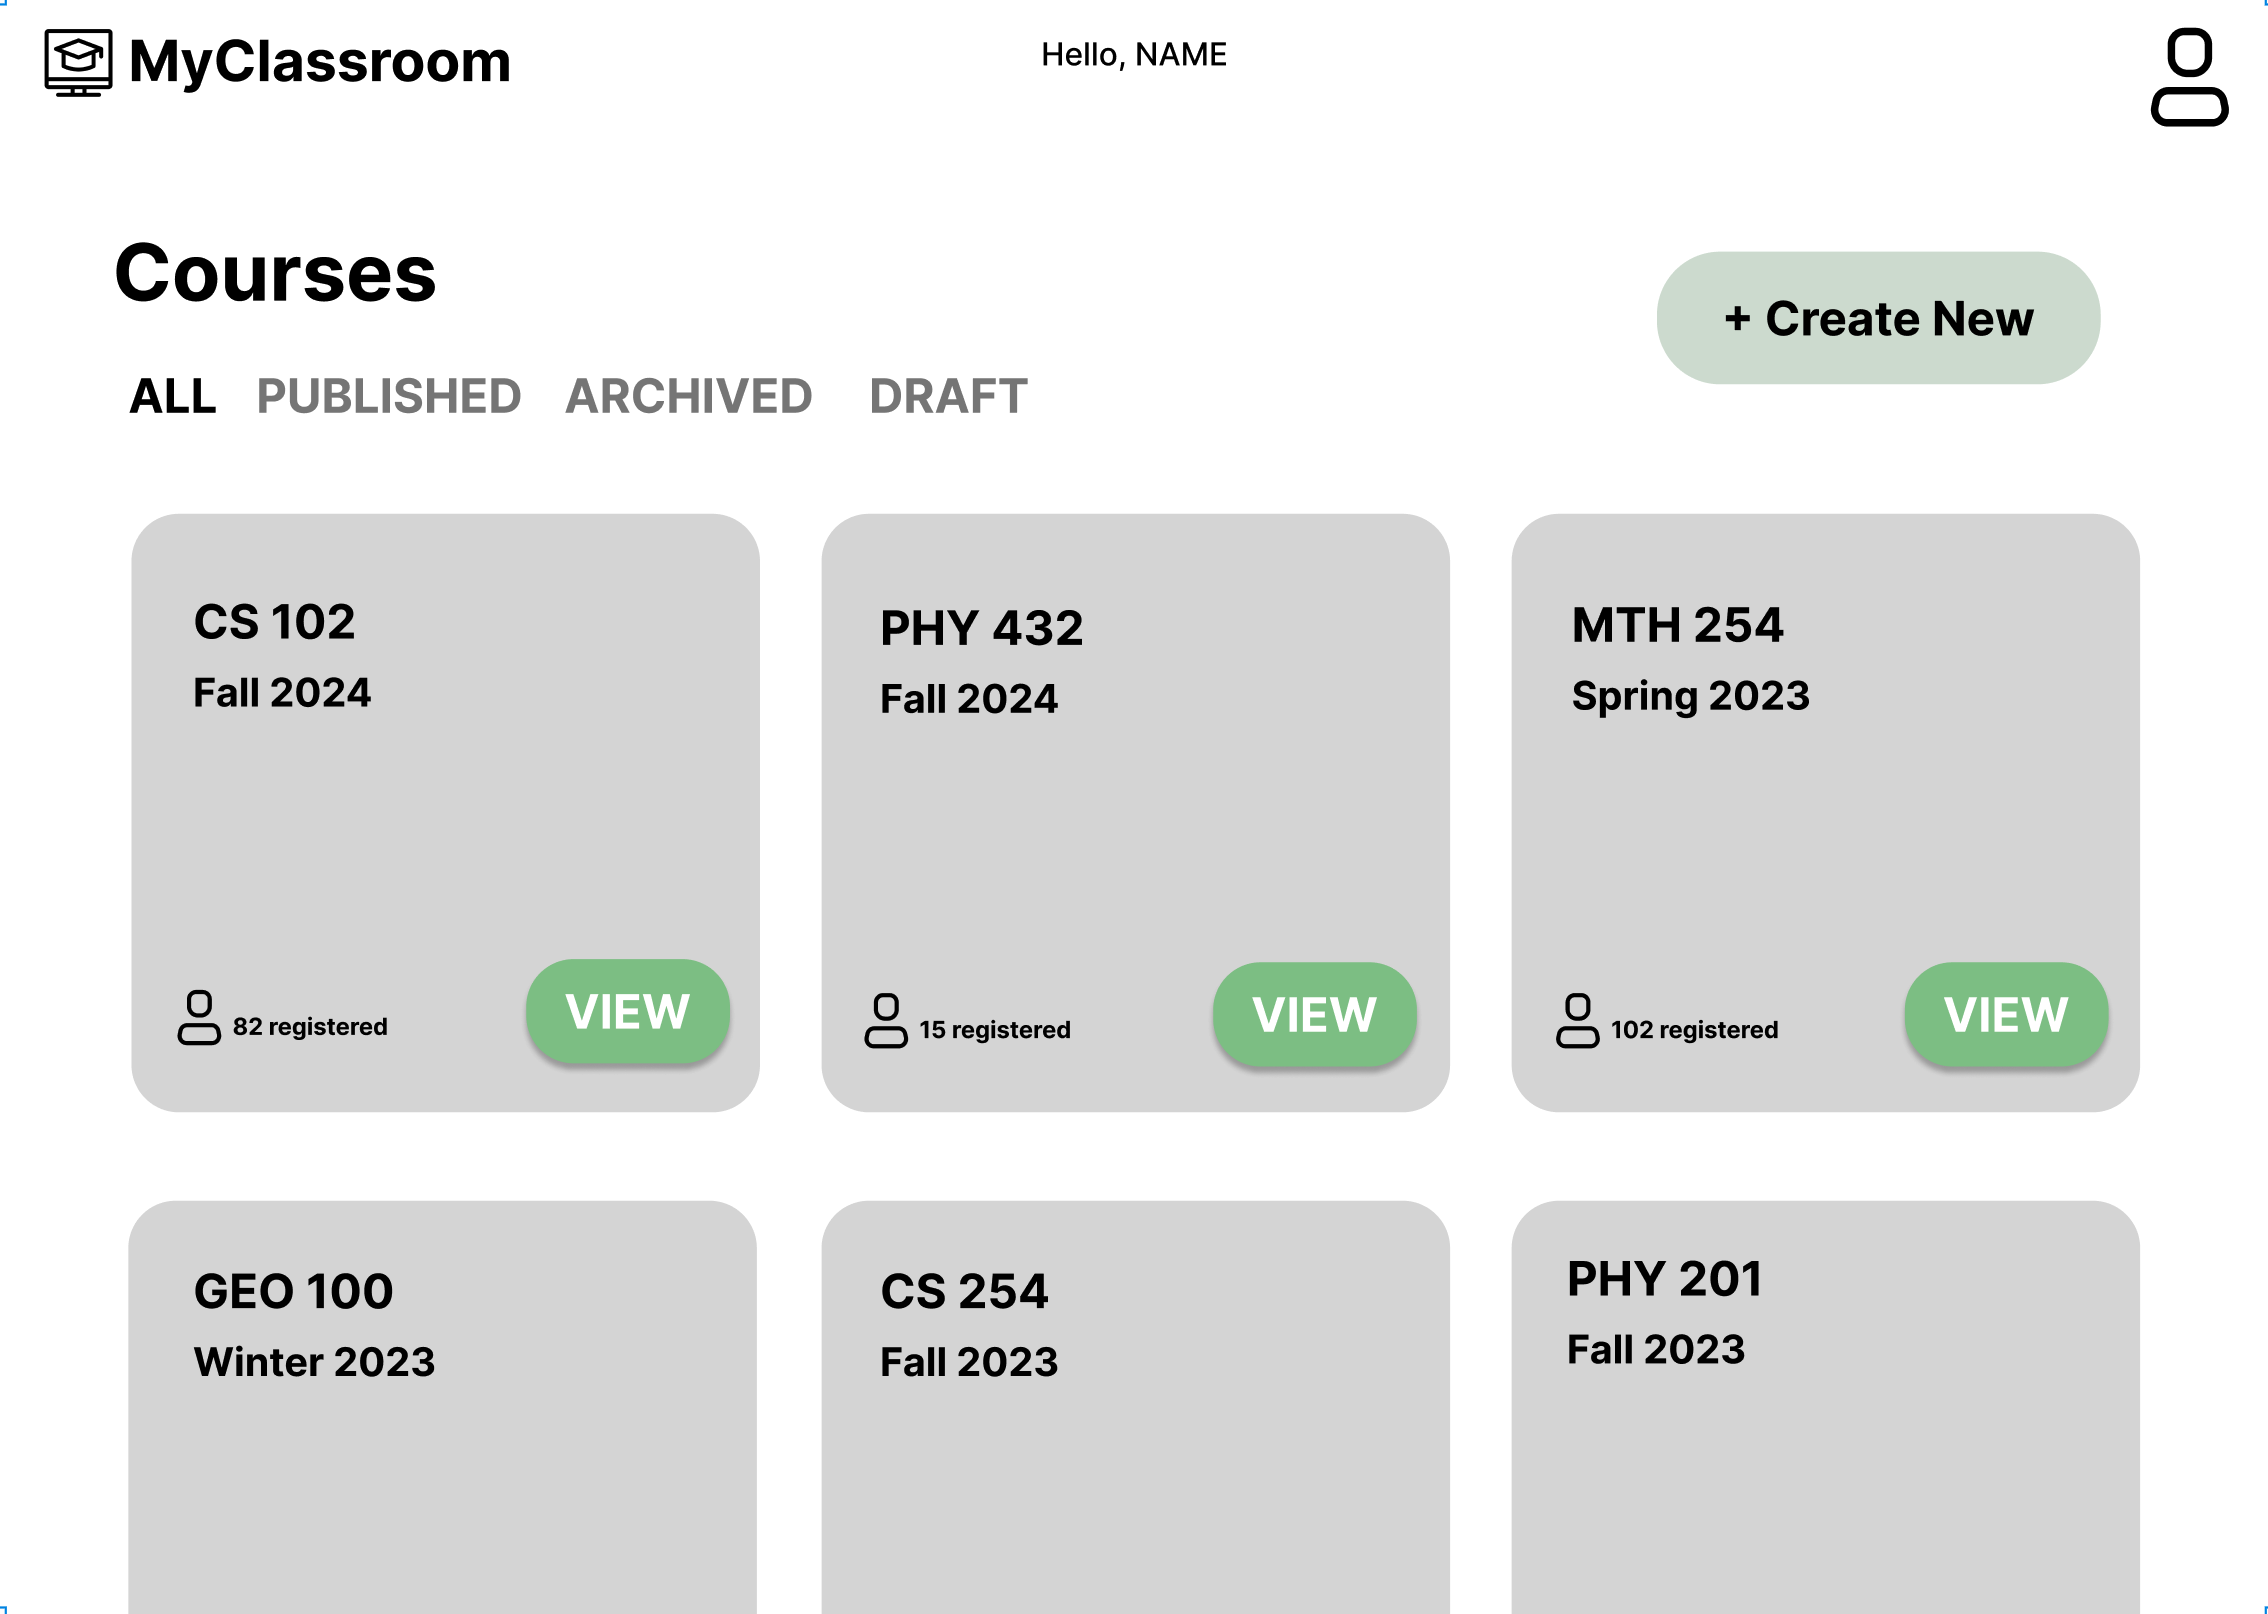 MyClassroom
Hello, NAME
Courses
+ Create New
ALL PUBLISHED ARCHIVED DRAFT
CS 102
Fall 2024
82 registered
VIEW
PHY 432
Fall 2024
15 registered
VIEW
MTH 254
Spring 2023
102 registered
VIEW
GEO 100
Winter 2023
CS 254
Fall 2023
PHY 201
Fall 2023